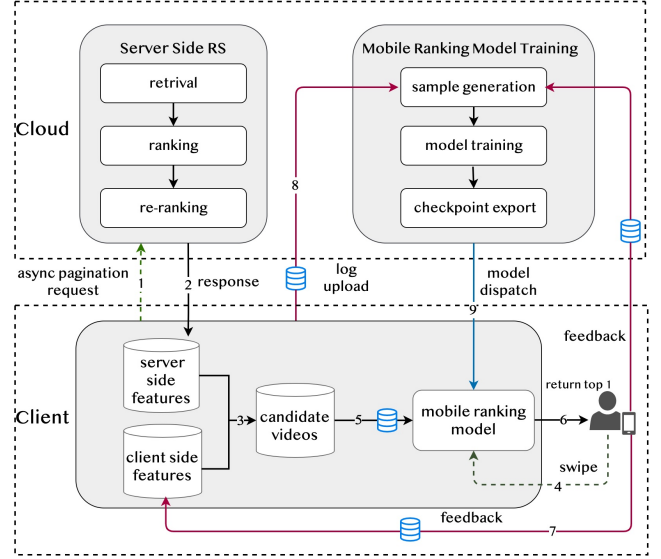 Server Side RS
retrival
ranking
re-ranking
Mobile Ranking Model Training
sample generation
model training
checkpoint export
Cloud
8
async pagination
request
1
2
response
log
upload
model
dispatch
9
feedback
Client
server
side
features
client side
features
3
candidate
videos
5
mobile ranking
model
return top 1
6
swipe
4
feedback
7